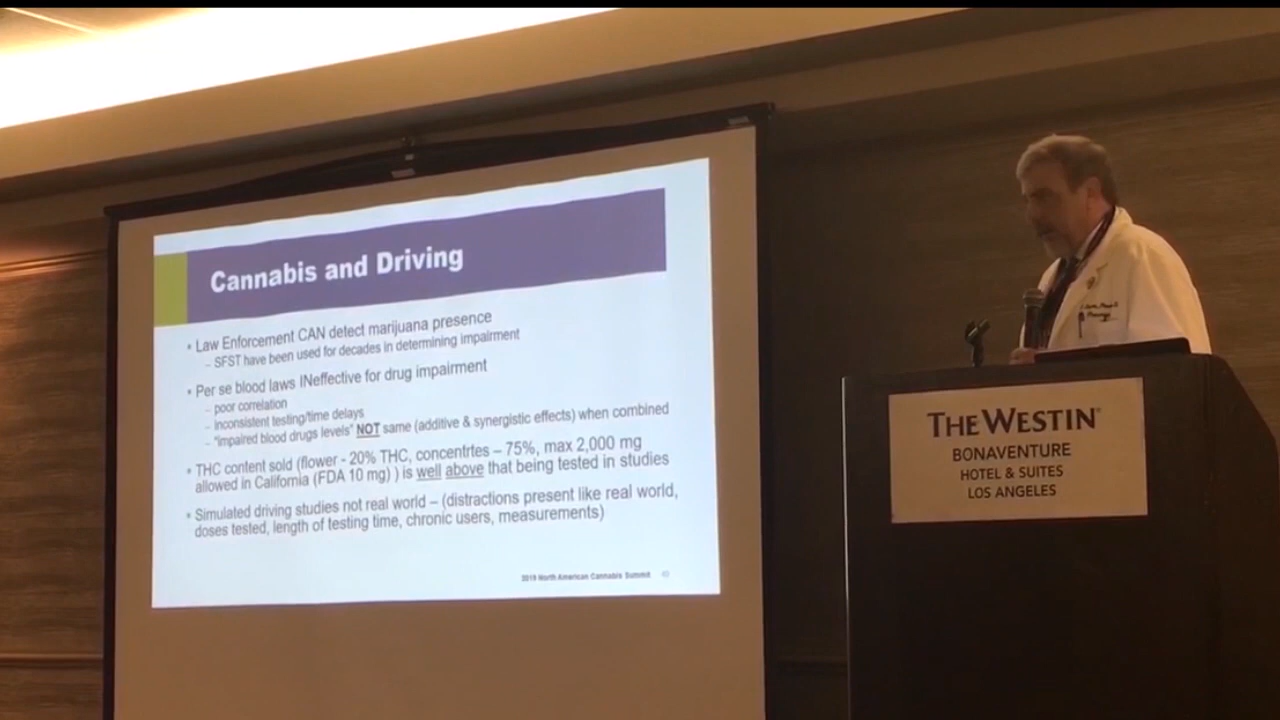 Cannabis and Driving
• Law Enforcement CAN detect marijuana presence
– SFST have been used for decades in determining impairment
• Per se blood laws INeffective for drug impairment
– poor correlation
– Inconsistent testing/time delays
– "impaired blood drugs levels" NOT same (additive & synergistic effects) when combined
• THC content sold (flower - 20% THC, concentrtes – 75%, max 2,000 mg
allowed in California (FDA 10 mg) ) is well above that being tested in studies
• Simulated driving studies not real world – (distractions present like real world,
doses tested, length of testing time, chronic users, measurements)
2019 North American Cannabis Summit
THE WESTIN
BONAVENTURE
HOTEL & SUITES
LOS ANGELES